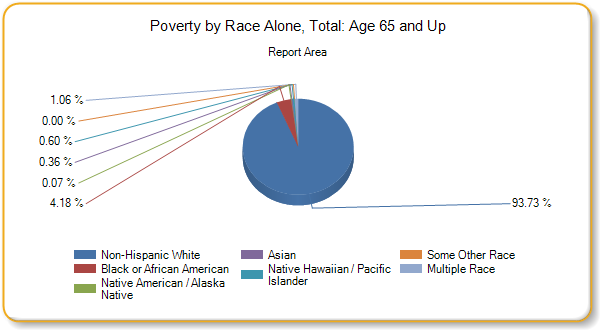 Poverty by Race Alone, Total: Age 65 and Up
Report Area
1.06 %
0.00 %
0.60 %
0.36 %
0.07 %
4.18 %
93.73 %
Non-Hispanic White
Black or African American
Native American / Alaska
Native
Asian
Native Hawaiian / Pacific
Islander
Some Other Race
Multiple Race